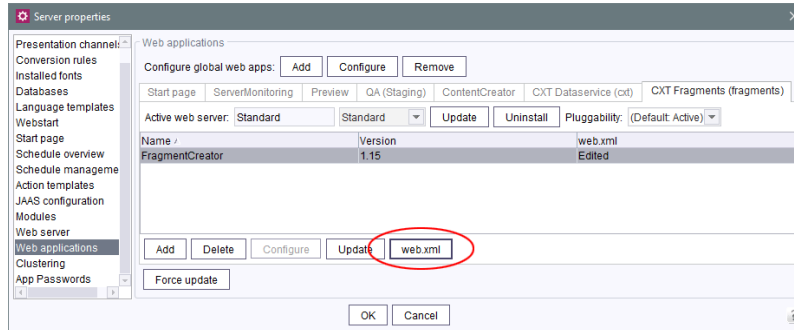 Server properties
Presentation channels
Conversion rules
Installed fonts
Databases
Language templates
Webstart
Start page
Schedule overview
Schedule manageme
Action templates
JAAS configuration
Modules
Web server
Web applications
Clustering
App Passwords
Web applications
Configure global web apps: Add Configure Remove
Start page ServerMonitoring Preview QA (Staging) ContentCreator CXT Dataservice (cxt) CXT Fragments (fragments)
Active web server: Standard Standard Update Uninstall Pluggability: (Default: Active)
Name Version web.xml
FragmentCreator 1.15 Edited
Add Delete Configure Update web.xml
Force update
OK Cancel